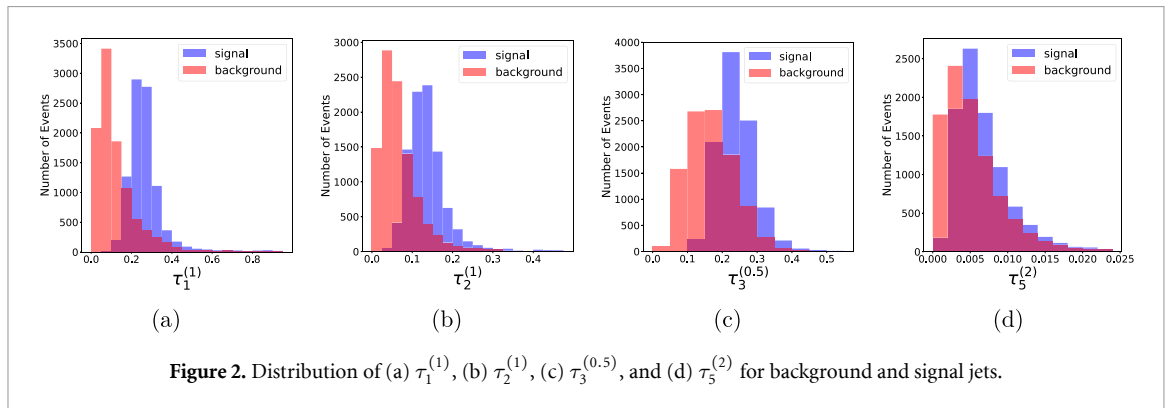 signal
background
Number of Events
3500
3000
2500
2000
1500
1000
500
0
0.0 0.2 0.4 0.6 0.8
τ₁⁽¹⁾
(a)
signal
background
Number of Events
3000
2500
2000
1500
1000
500
0
0.0 0.1 0.2 0.3 0.4
τ₂⁽¹⁾
(b)
signal
background
Number of Events
4000
3500
3000
2500
2000
1500
1000
500
0
0.0 0.1 0.2 0.3 0.4 0.5
τ₃⁽⁰·⁵⁾
(c)
signal
background
Number of Events
2500
2000
1500
1000
500
0
0.000 0.005 0.010 0.015 0.020 0.025
τ₅⁽²⁾
(d)
Figure 2. Distribution of (a) τ₁⁽¹⁾, (b) τ₂⁽¹⁾, (c) τ₃⁽⁰·⁵⁾, and (d) τ₅⁽²⁾ for background and signal jets.